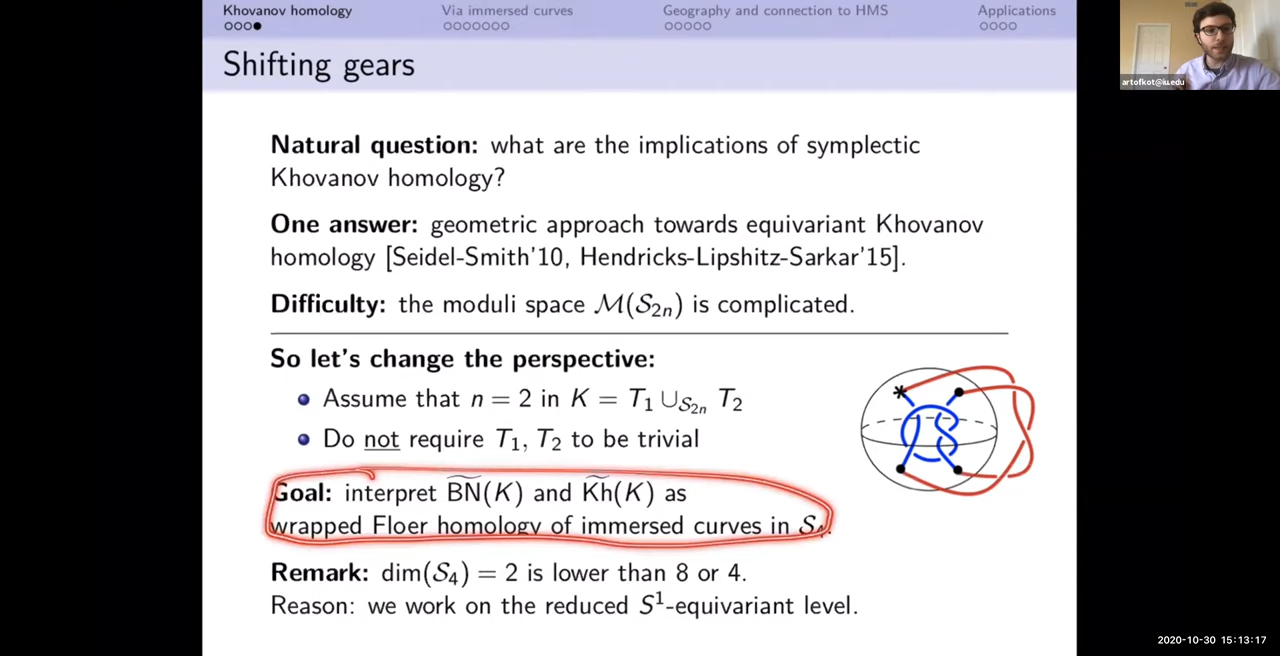 Khovanov homology
Via immersed curves
Geography and connection to HMS
Applications
Shifting gears
artofkot@iu.edu
Natural question: what are the implications of symplectic
Khovanov homology?
One answer: geometric approach towards equivariant Khovanov
homology [Seidel-Smith'10, Hendricks-Lipshitz-Sarkar'15].
Difficulty: the moduli space ℳ(𝒮₂ₙ) is complicated.
So let's change the perspective:
Assume that n = 2 in K = T₁ ∪_𝒮₂ₙ T₂
Do not require T₁, T₂ to be trivial
Goal: interpret B͠N(K) and K͠h(K) as
wrapped Floer homology of immersed curves in 𝒮₄.
Remark: dim(𝒮₄) = 2 is lower than 8 or 4.
Reason: we work on the reduced S¹-equivariant level.
2020-10-30 15:13:17